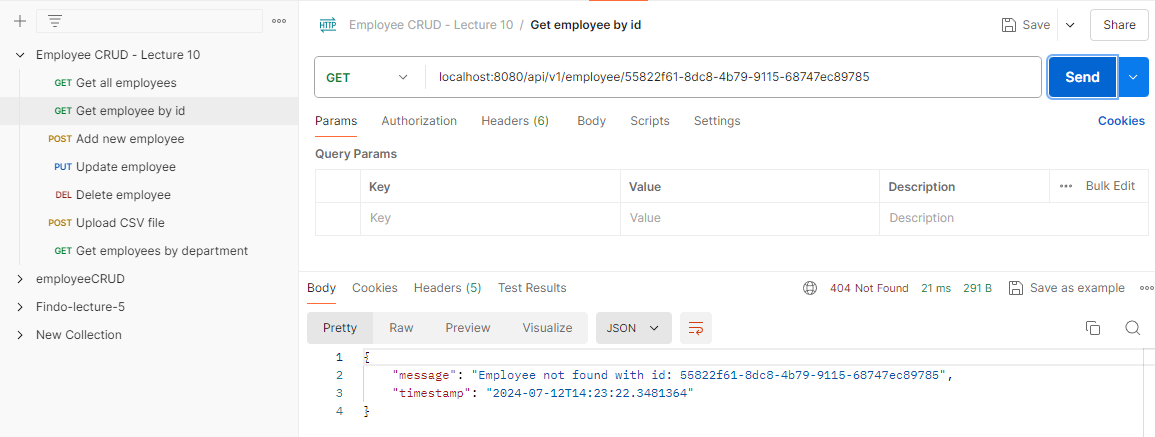 Employee CRUD - Lecture 10
GET Get all employees
GET Get employee by id
POST Add new employee
PUT Update employee
DEL Delete employee
POST Upload CSV file
GET Get employees by department
employeeCRUD
Findo-lecture-5
New Collection
HTTP Employee CRUD - Lecture 10 / Get employee by id Save Share
GET localhost:8080/api/v1/employee/55822f61-8dc8-4b79-9115-68747ec89785 Send
Params Authorization Headers (6) Body Scripts Settings Cookies
Query Params
Key Value Description Bulk Edit
Key Value Description
Body Cookies Headers (5) Test Results 404 Not Found 21 ms 291 B Save as example
Pretty Raw Preview Visualize JSON
1 {
2 "message": "Employee not found with id: 55822f61-8dc8-4b79-9115-68747ec89785",
3 "timestamp": "2024-07-12T14:23:22.3481364"
4 }